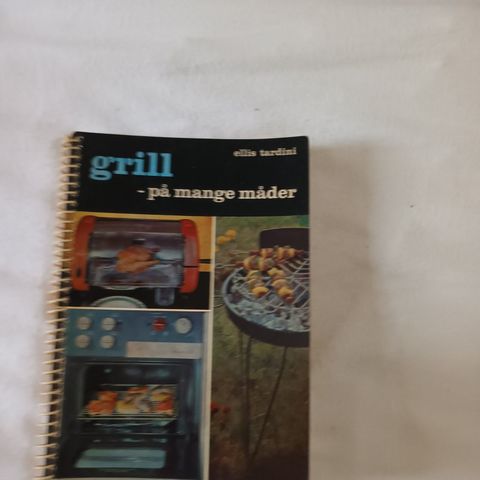 ellis tardini
grill
- på mange måder